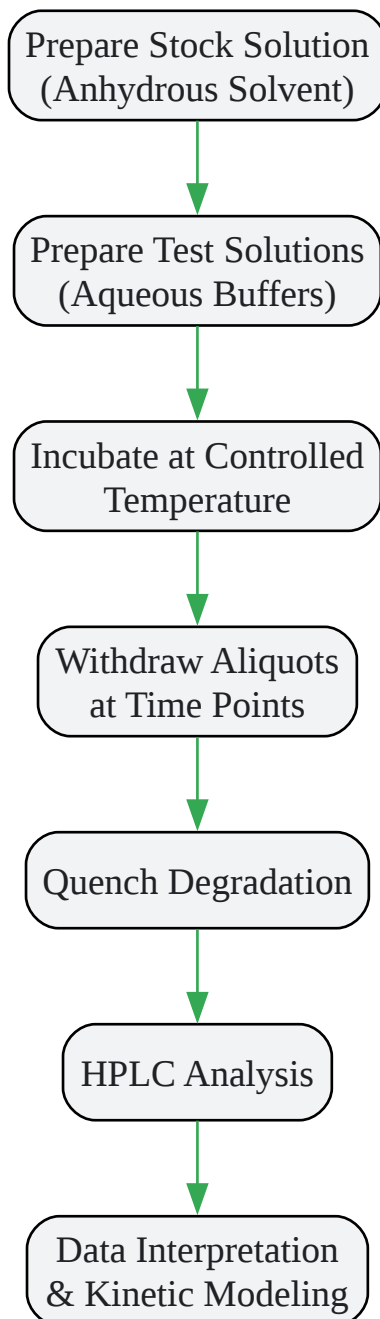 Prepare Stock Solution
(Anhydrous Solvent)
Prepare Test Solutions
(Aqueous Buffers)
Incubate at Controlled
Temperature
Withdraw Aliquots
at Time Points
Quench Degradation
HPLC Analysis
Data Interpretation
& Kinetic Modeling